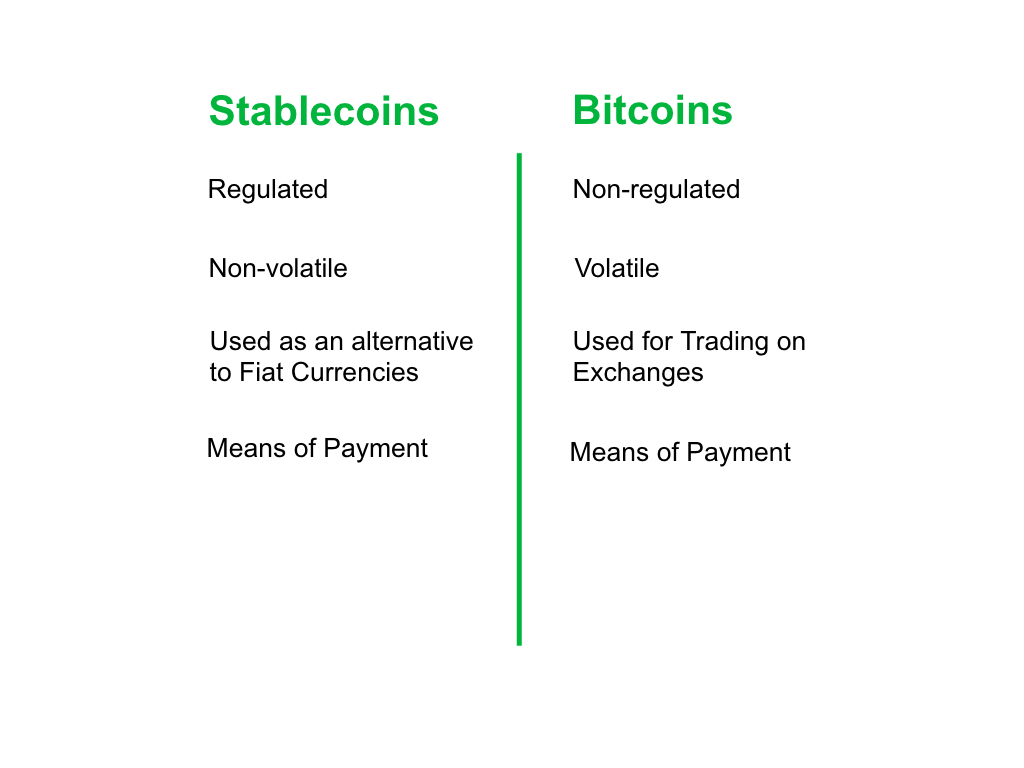 Stablecoins
Regulated
Non-volatile
Used as an alternative
to Fiat Currencies
Means of Payment
Bitcoins
Non-regulated
Volatile
Used for Trading on
Exchanges
Means of Payment